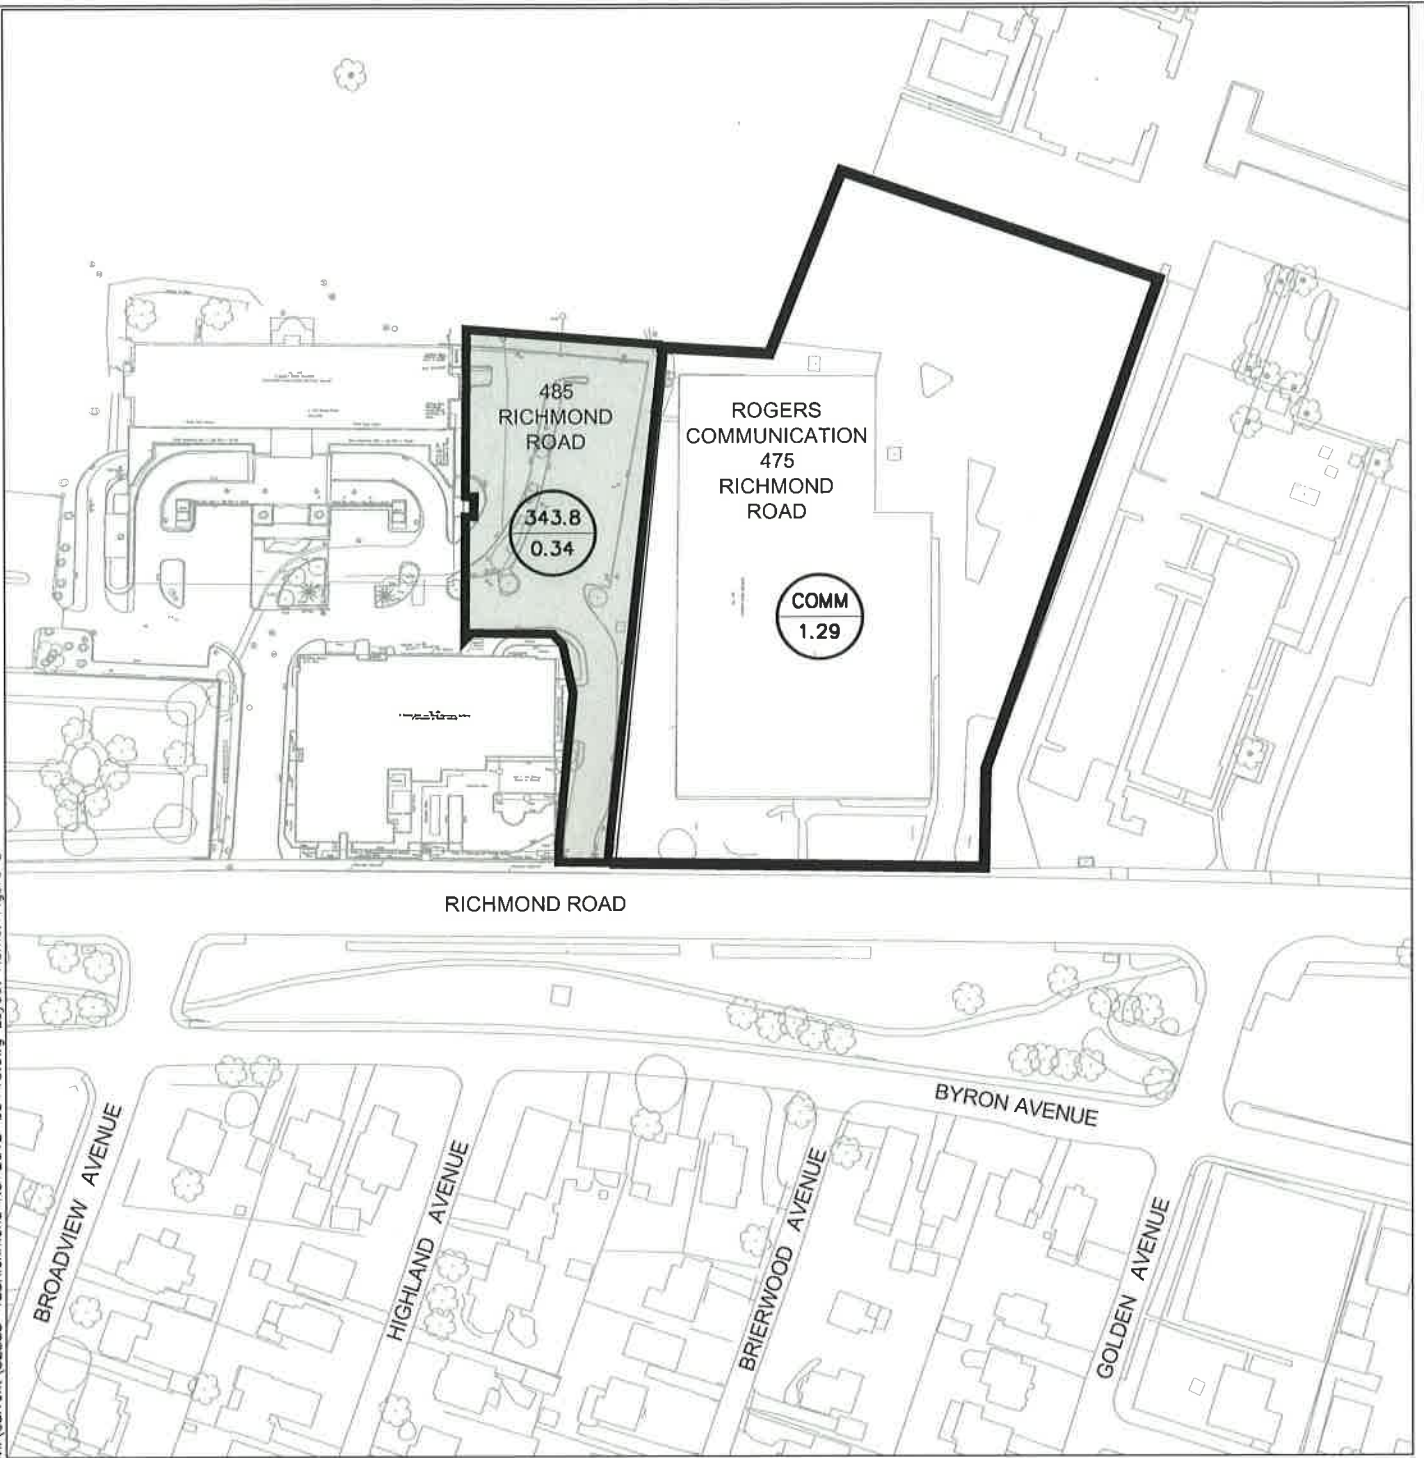 485
RICHMOND
ROAD
343.8
0.34
ROGERS
COMMUNICATION
475
RICHMOND
ROAD
COMM
1.29
RICHMOND ROAD
BYRON AVENUE
BROADVIEW AVENUE
HIGHLAND AVENUE
BRIERWOOD AVENUE
GOLDEN AVENUE